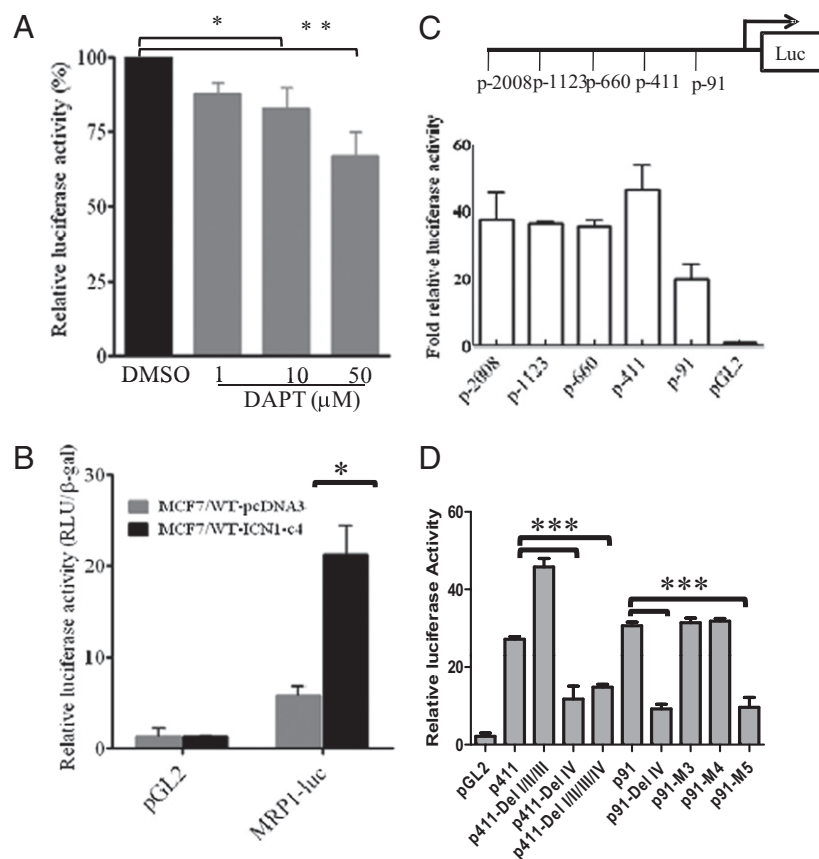 A
* * *
100
75
50
25
0
Relative luciferase activity (%)
DMSO 1 10 50
DAPT (μM)
B
*
30
20
10
0
Relative luciferase activity (RLU/β-gal)
MCF7/WT-pcDNA3
MCF7/WT-ICN1-c4
pGL2
MRP1-luc
C
Luc
p-2008 p-1123 p-660 p-411 p-91
60
40
20
0
Fold relative luciferase activity
p-2008
p-1123
p-660
p-411
p-91
pGL2
D
***
***
60
40
20
0
Relative luciferase Activity
pGL2
p411
p411-Del I/II/III
p411-Del IV
p411-Del I/II/III/IV
p91
p91-Del IV
p91-M3
p91-M4
p91-M5